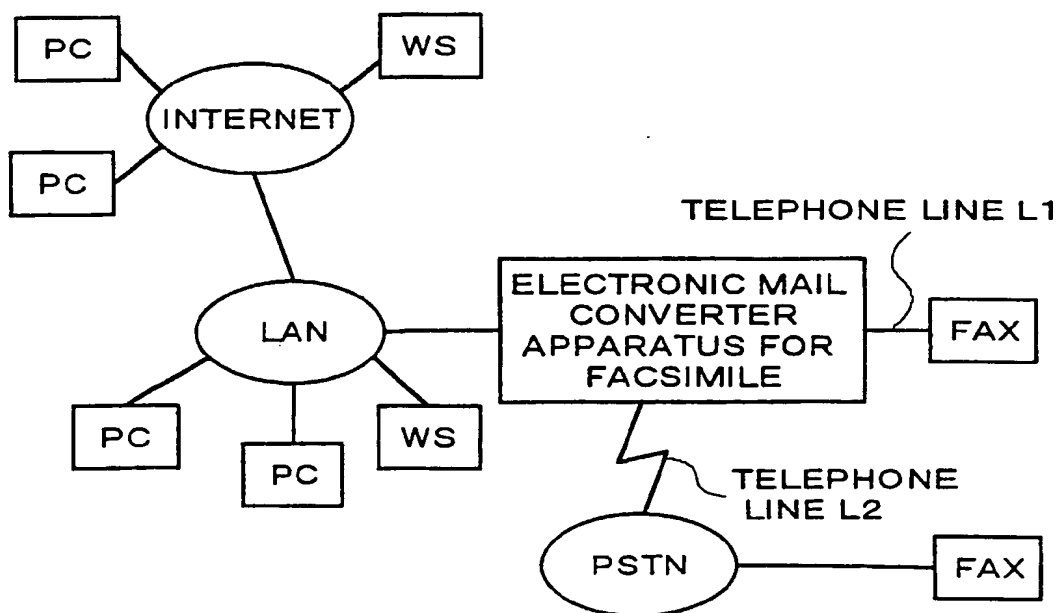 PC
WS
INTERNET
PC
TELEPHONE LINE L1
ELECTRONIC MAIL
CONVERTER
APPARATUS FOR
FACSIMILE
FAX
LAN
PC
PC
WS
TELEPHONE
LINE L2
PSTN
FAX